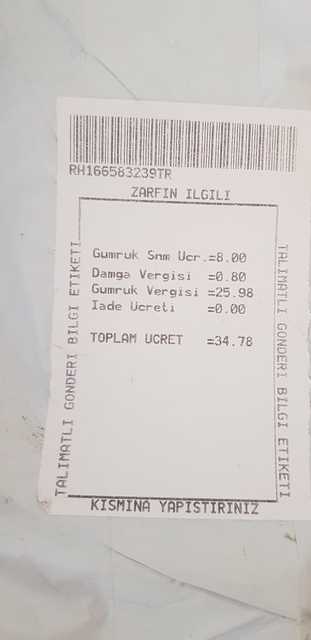 RH166583239TR
ZARFIN ILGILI
TALIMATLI GONDERI BILGI ETIKETI
Gumruk Snm Ucr.=8.00
Damga Vergisi =0.80
Gumruk Vergisi =25.98
Iade Ucreti =0.00
TOPLAM UCRET =34.78
TALIMATLI GONDERI BILGI ETIKETI
KISMINA YAPISTIRINIZ